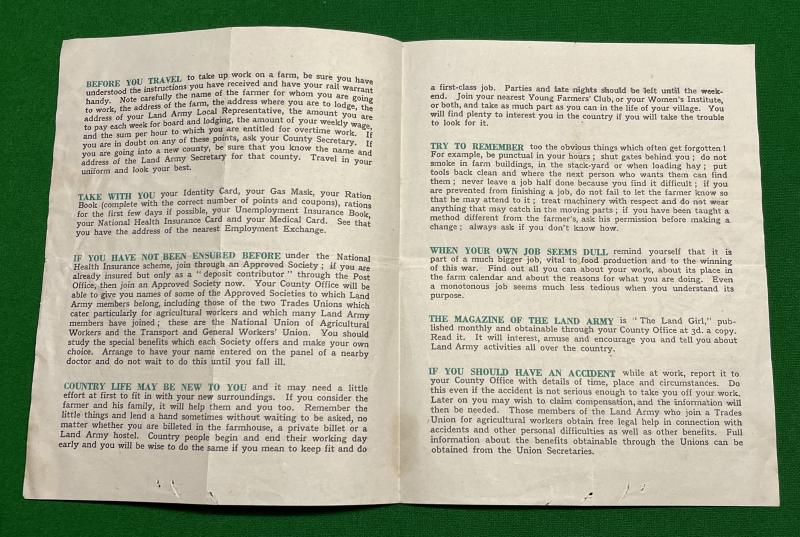 BEFORE YOU TRAVEL to take up work on a farm, be sure you have
understood the instructions you have received and have your rail warrant
handy. Note carefully the name of the farmer for whom you are going
to work, the address of the farm, the address where you are to lodge, the
address of your Land Army Local Representative, the amount you are
to pay each week for board and lodging, the amount of your weekly wage,
and the sum per hour to which you are entitled for overtime work. If
you are in doubt on any of these points, ask your County Secretary. If
you are going into a new county, be sure that you know the name and
address of the Land Army Secretary for that county. Travel in your
uniform and look your best.
TAKE WITH YOU your Identity Card, your Gas Mask, your Ration
Book (complete with the correct number of points and coupons), rations
for the first few days if possible, your Unemployment Insurance Book,
your National Health Insurance Card and your Medical Card. See that
you have the address of the nearest Employment Exchange.
IF YOU HAVE NOT BEEN ENSURED BEFORE under the National
Health Insurance scheme, join through an Approved Society; if you are
already insured but only as a "deposit contributor" through the Post
Office, then join an Approved Society now. Your County Office will be
able to give you names of some of the Approved Societies to which Land
Army members belong, including those of the two Trades Unions which
cater particularly for agricultural workers and which many Land Army
members have joined; these are the National Union of Agricultural
Workers and the Transport and General Workers' Union. You should
study the special benefits which each Society offers and make your own
choice. Arrange to have your name entered on the panel of a nearby
doctor and do not wait to do this until you fall ill.
COUNTRY LIFE MAY BE NEW TO YOU and it may need a little
effort at first to fit in with your new surroundings. If you consider the
farmer and his family, it will help them and you too. Remember the
little things and lend a hand sometimes without waiting to be asked, no
matter whether you are billeted in the farmhouse, a private billet or a
Land Army hostel. Country people begin and end their working day
early and you will be wise to do the same if you mean to keep fit and do
a first-class job. Parties and late nights should be left until the week-
end. Join your nearest Young Farmers' Club, or your Women's Institute,
or both, and take as much part as you can in the life of your village. You
will find plenty to interest you in the country if you will take the trouble
to look for it.
TRY TO REMEMBER too the obvious things which often get forgotten!
For example, be punctual in your hours; shut gates behind you; do not
smoke in farm buildings, in the stack-yard or when loading hay; put
tools back clean and where the next person who wants them can find
them; never leave a job half done because you find it difficult; if you
are prevented from finishing a job, do not fail to let the farmer know so
that he may attend to it; treat machinery with respect and do not wear
anything that may catch in the moving parts; if you have been taught a
method different from the farmer's, ask his permission before making a
change; always ask if you don't know how.
WHEN YOUR OWN JOB SEEMS DULL remind yourself that it is
part of a much bigger job, vital to food production and to the winning
of this war. Find out all you can about your work, about its place in
the farm calendar and about the reasons for what you are doing. Even
a monotonous job seems much less tedious when you understand its
purpose.
THE MAGAZINE OF THE LAND ARMY is "The Land Girl," pub-
lished monthly and obtainable through your County Office at 3d. a copy.
Read it. It will interest, amuse and encourage you and tell you about
Land Army activities all over the country.
IF YOU SHOULD HAVE AN ACCIDENT while at work, report it to
your County Office with details of time, place and circumstances. Do
this even if the accident is not serious enough to take you off your work.
Later on you may wish to claim compensation and the information will
then be needed. Those members of the Land Army who join a Trades
Union for agricultural workers obtain free legal help in connection with
accidents and other personal difficulties as well as other benefits. Full
information about the benefits obtainable through the Unions can be
obtained from the Union Secretaries.